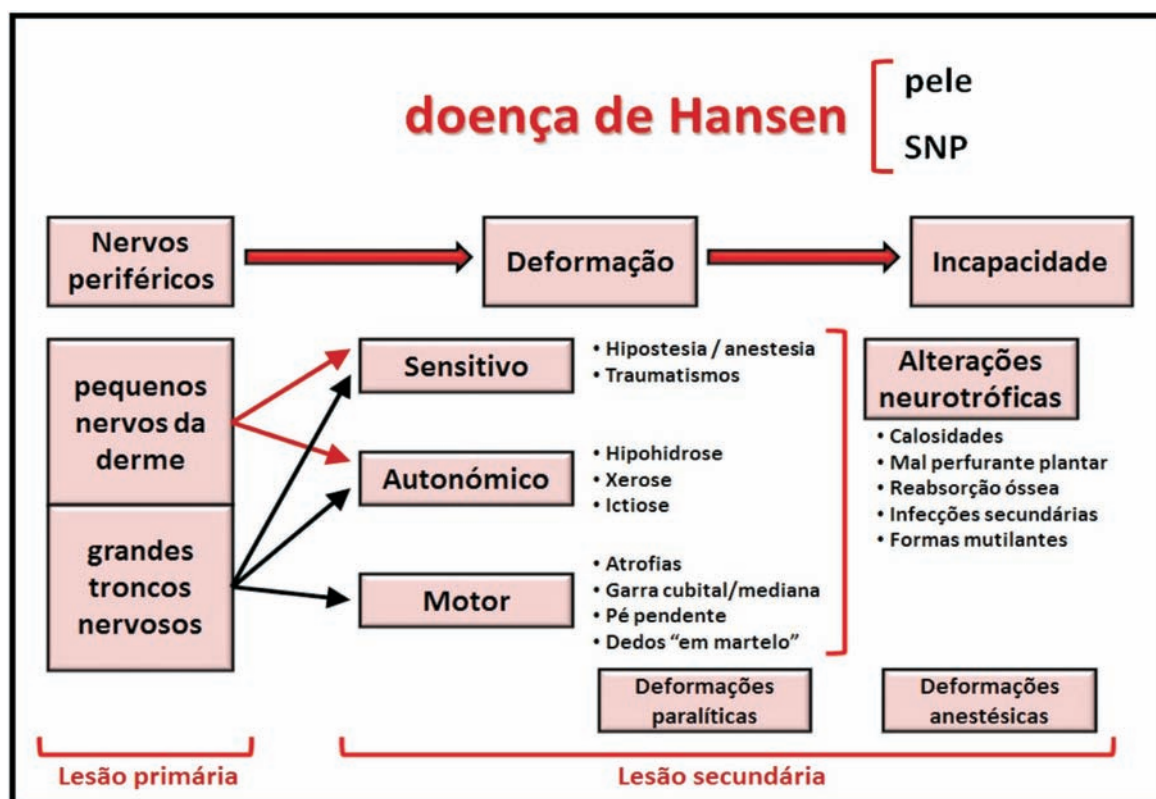 doença de Hansen
pele
SNP
Nervos
periféricos
Deformação
Incapacidade
pequenos
nervos da
derme
grandes
troncos
nervosos
Sensitivo
• Hipostesia / anestesia
• Traumatismos
Autonómico
• Hipohidrose
• Xerose
• Ictiose
Motor
• Atrofias
• Garra cubital/mediana
• Pé pendente
• Dedos “em martelo”
Alterações
neurotróficas
• Calosidades
• Mal perfurante plantar
• Reabsorção óssea
• Infecções secundárias
• Formas mutilantes
Deformações
paralíticas
Deformações
anestésicas
Lesão primária
Lesão secundária